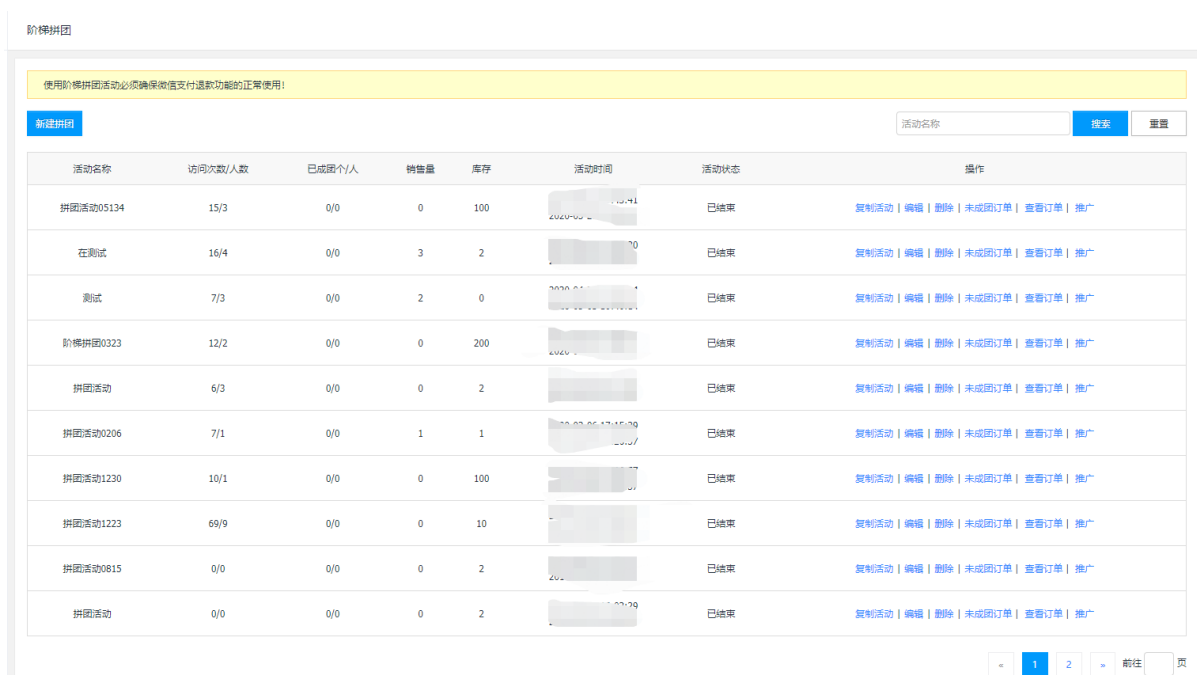 阶梯拼团
使用阶梯拼团活动必须确保微信支付退款功能的正常使用!
新建拼团 活动名称 搜索 重置
活动名称 访问次数/人数 已成团个/人 销售量 库存 活动时间 活动状态 操作
拼团活动05134 15/3 0/0 0 100 已结束 复制活动 | 编辑 | 删除 | 未成团订单 | 查看订单 | 推广
在测试 16/4 0/0 3 2 已结束 复制活动 | 编辑 | 删除 | 未成团订单 | 查看订单 | 推广
测试 7/3 0/0 2 0 已结束 复制活动 | 编辑 | 删除 | 未成团订单 | 查看订单 | 推广
阶梯拼团0323 12/2 0/0 0 200 已结束 复制活动 | 编辑 | 删除 | 未成团订单 | 查看订单 | 推广
拼团活动 6/3 0/0 0 2 已结束 复制活动 | 编辑 | 删除 | 未成团订单 | 查看订单 | 推广
拼团活动0206 7/1 0/0 1 1 已结束 复制活动 | 编辑 | 删除 | 未成团订单 | 查看订单 | 推广
拼团活动1230 10/1 0/0 0 100 已结束 复制活动 | 编辑 | 删除 | 未成团订单 | 查看订单 | 推广
拼团活动1223 69/9 0/0 0 10 已结束 复制活动 | 编辑 | 删除 | 未成团订单 | 查看订单 | 推广
拼团活动0815 0/0 0/0 0 2 已结束 复制活动 | 编辑 | 删除 | 未成团订单 | 查看订单 | 推广
拼团活动 0/0 0/0 0 2 已结束 复制活动 | 编辑 | 删除 | 未成团订单 | 查看订单 | 推广
« 1 2 » 前往 页